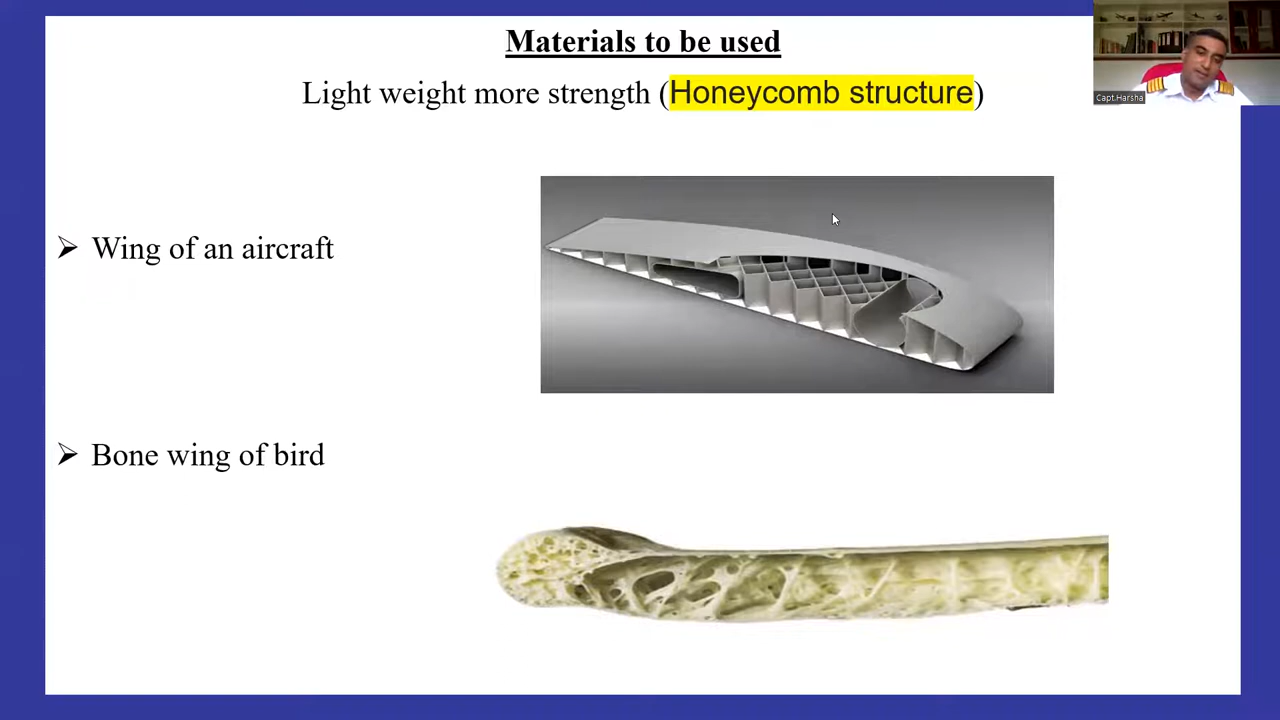 Materials to be used
Light weight more strength (Honeycomb structure)
Capt.Harsha
➢ Wing of an aircraft
➢ Bone wing of bird